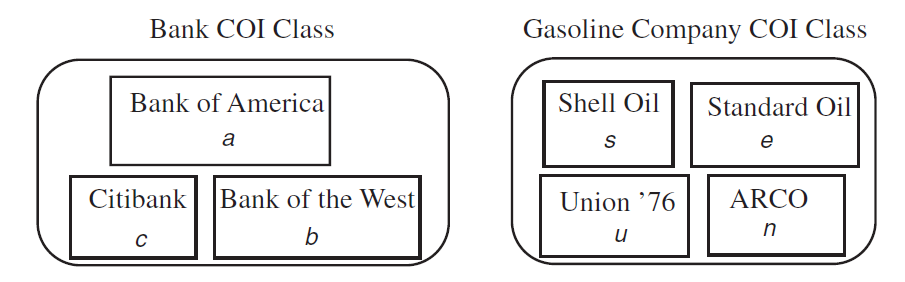 Bank COI Class
Gasoline Company COI Class
Bank of America
a
Citibank
c
Bank of the West
b
Shell Oil
s
Standard Oil
e
Union ’76
u
ARCO
n